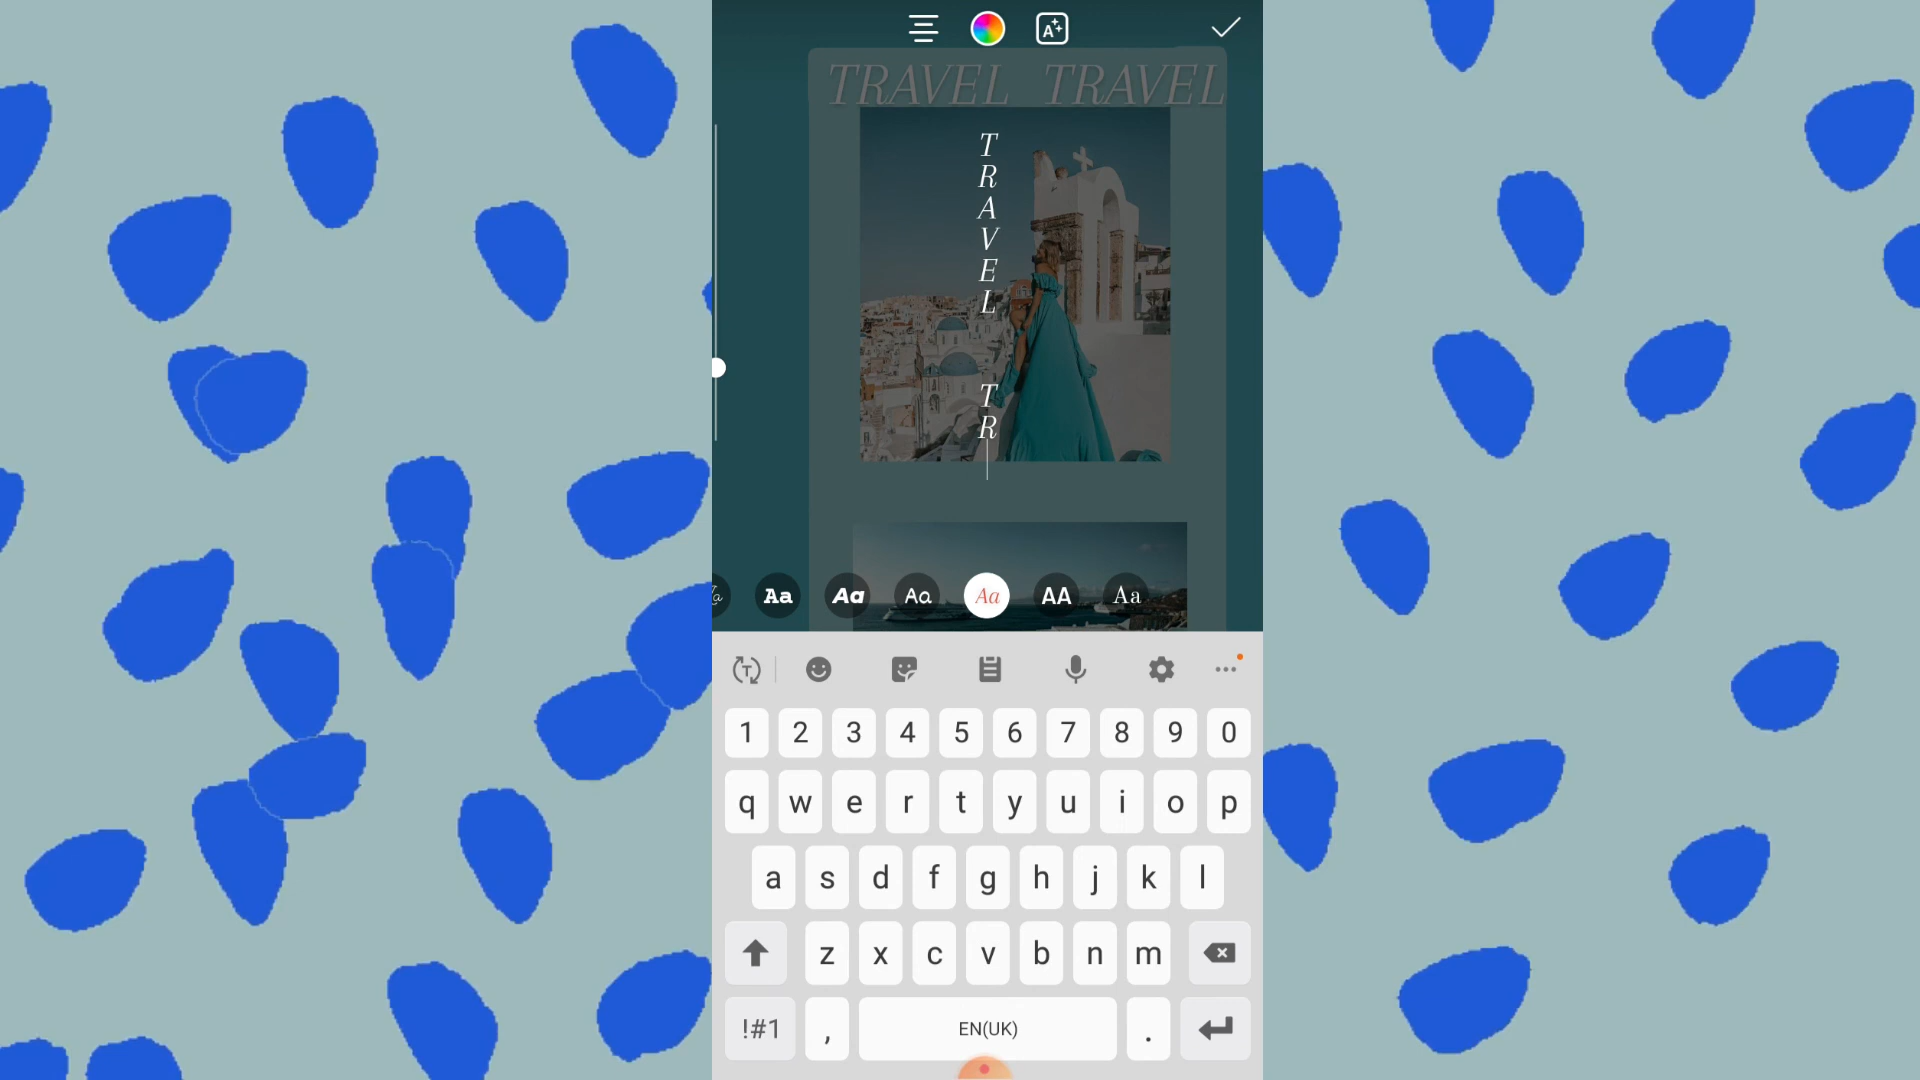 A+
TRAVEL TRAVEL
T
R
A
V
E
L
T
R
Aa Aa Aa Aa AA Aa
T
1 2 3 4 5 6 7 8 9 0
q w e r t y u i o p
a s d f g h j k l
z x c v b n m
!#1 , EN(UK) .